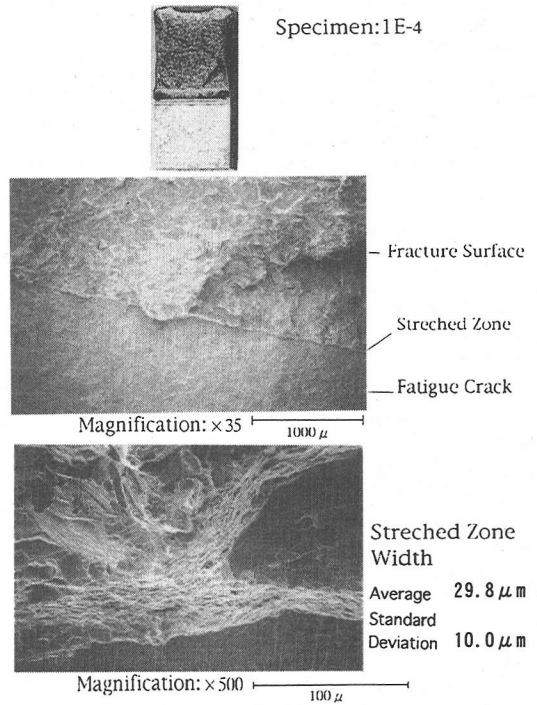 Specimen:1E-4
Fracture Surface
Streched Zone
Fatigue Crack
Magnification: ×35
1000 μ
Streched Zone
Width
Average 29.8 μm
Standard
Deviation 10.0 μm
Magnification: ×500
100 μ